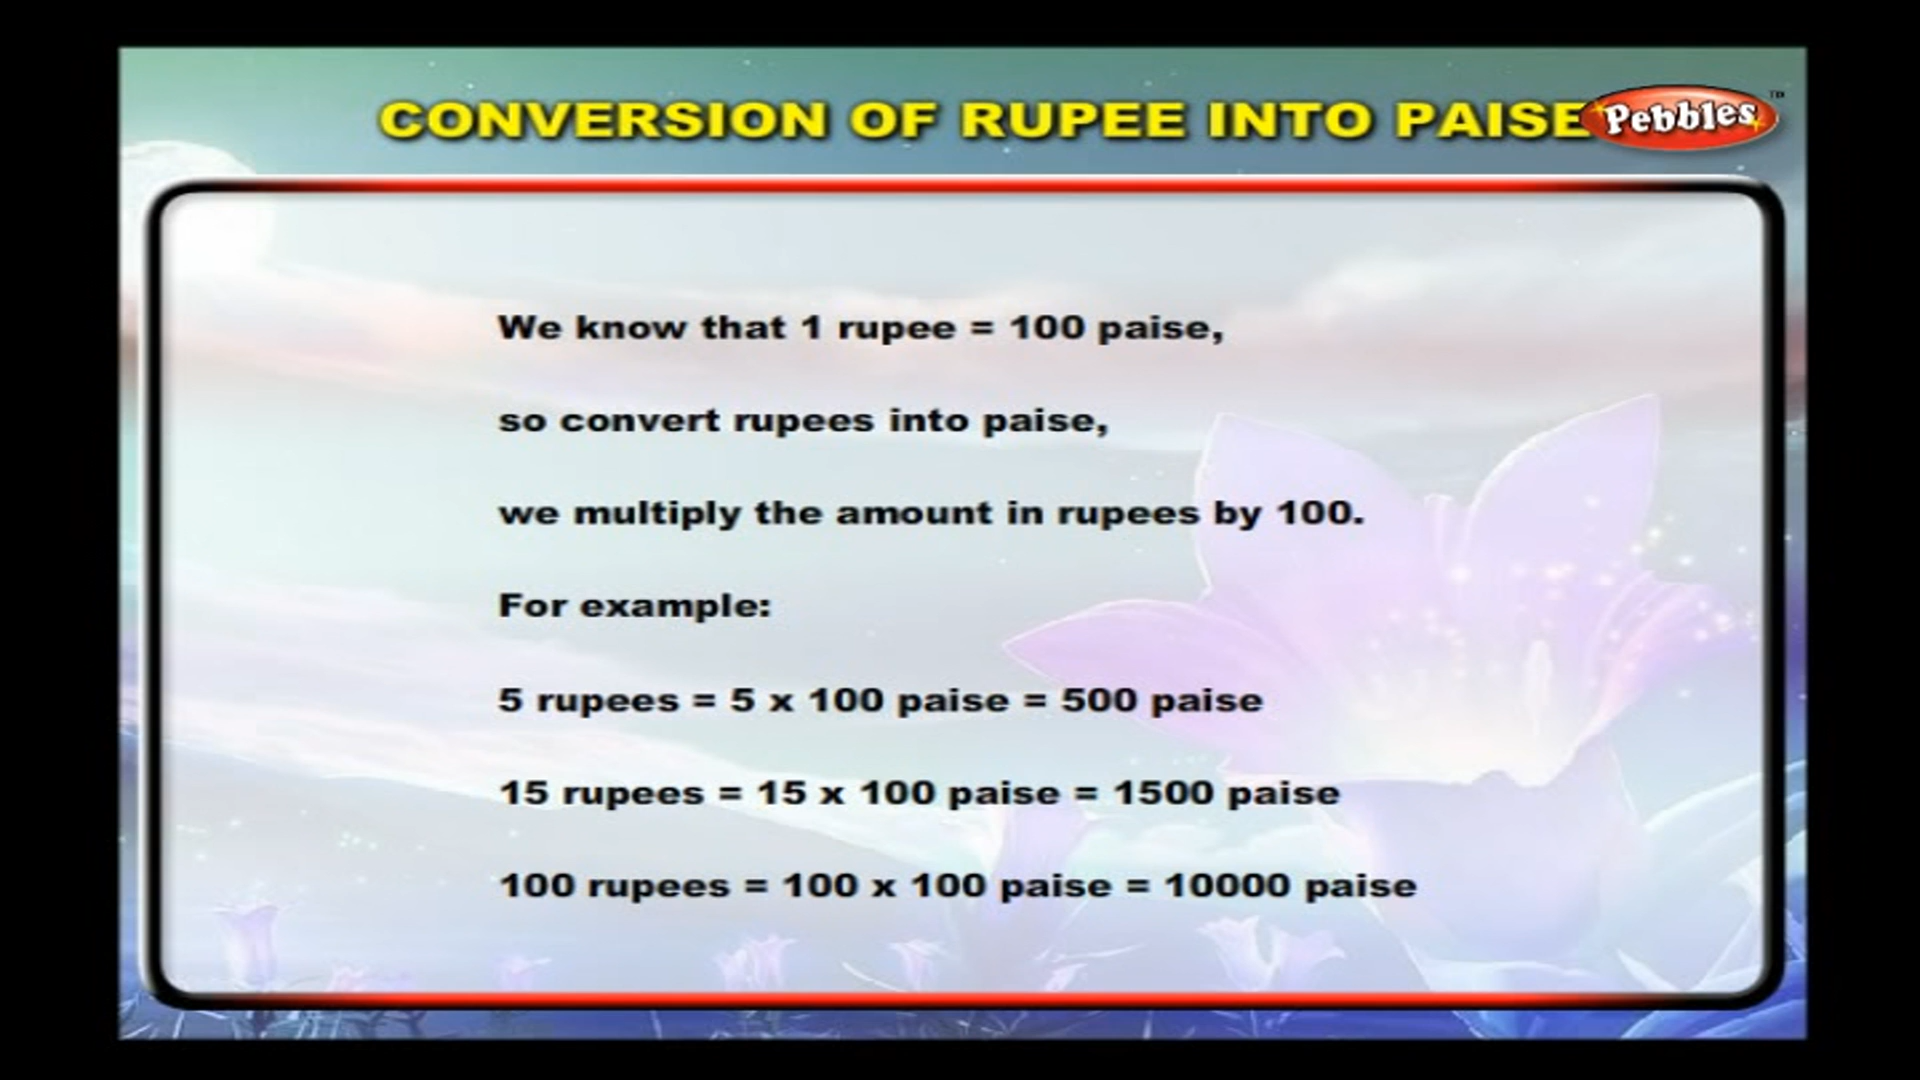 CONVERSION OF RUPEE INTO PAISE
Pebbles™
We know that 1 rupee = 100 paise,
so convert rupees into paise,
we multiply the amount in rupees by 100.
For example:
5 rupees = 5 x 100 paise = 500 paise
15 rupees = 15 x 100 paise = 1500 paise
100 rupees = 100 x 100 paise = 10000 paise